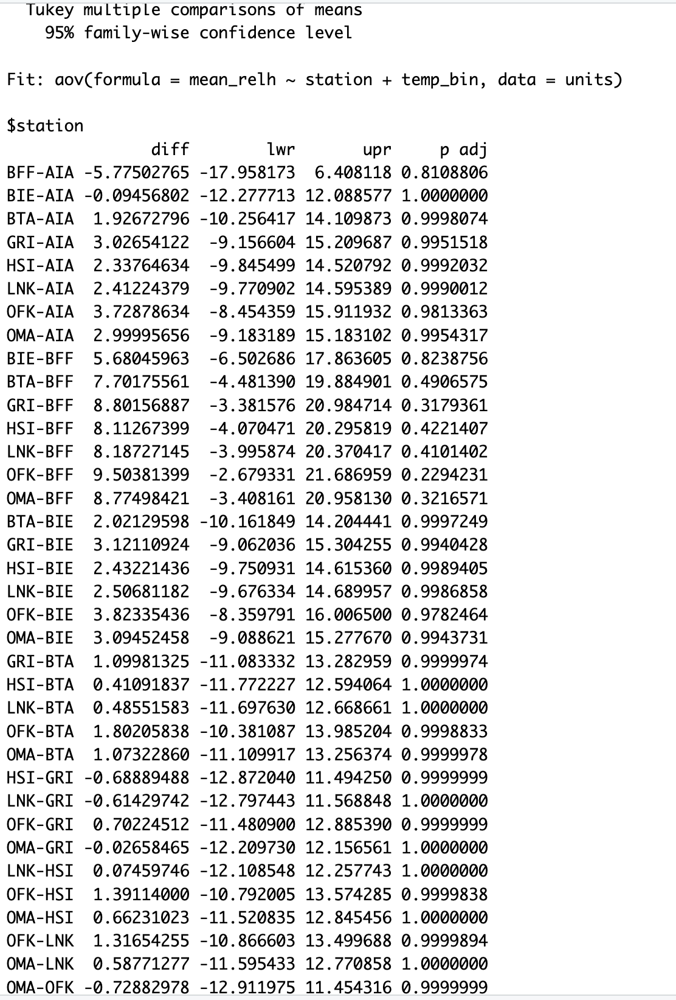 Tukey multiple comparisons of means
95% family-wise confidence level
Fit: aov(formula = mean_relh ~ station + temp_bin, data = units)
$station
diff lwr upr p adj
BFF-AIA -5.77502765 -17.958173 6.408118 0.8108806
BIE-AIA -0.09456802 -12.277713 12.088577 1.0000000
BTA-AIA 1.92672796 -10.256417 14.109873 0.9998074
GRI-AIA 3.02654122 -9.156604 15.209687 0.9951518
HSI-AIA 2.33764634 -9.845499 14.520792 0.9992032
LNK-AIA 2.41224379 -9.770902 14.595389 0.9990012
OFK-AIA 3.72878634 -8.454359 15.911932 0.9813363
OMA-AIA 2.99995656 -9.183189 15.183102 0.9954317
BIE-BFF 5.68045963 -6.502686 17.863605 0.8238756
BTA-BFF 7.70175561 -4.481390 19.884901 0.4906575
GRI-BFF 8.80156887 -3.381576 20.984714 0.3179361
HSI-BFF 8.11267399 -4.070471 20.295819 0.4221407
LNK-BFF 8.18727145 -3.995874 20.370417 0.4101402
OFK-BFF 9.50381399 -2.679331 21.686959 0.2294231
OMA-BFF 8.77498421 -3.408161 20.958130 0.3216571
BTA-BIE 2.02129598 -10.161849 14.204441 0.9997249
GRI-BIE 3.12110924 -9.062036 15.304255 0.9940428
HSI-BIE 2.43221436 -9.750931 14.615360 0.9989405
LNK-BIE 2.50681182 -9.676334 14.689957 0.9986858
OFK-BIE 3.82335436 -8.359791 16.006500 0.9782464
OMA-BIE 3.09452458 -9.088621 15.277670 0.9943731
GRI-BTA 1.09981325 -11.083332 13.282959 0.9999974
HSI-BTA 0.41091837 -11.772227 12.594064 1.0000000
LNK-BTA 0.48551583 -11.697630 12.668661 1.0000000
OFK-BTA 1.80205838 -10.381087 13.985204 0.9998833
OMA-BTA 1.07322860 -11.109917 13.256374 0.9999978
HSI-GRI -0.68889488 -12.872040 11.494250 0.9999999
LNK-GRI -0.61429742 -12.797443 11.568848 1.0000000
OFK-GRI 0.70224512 -11.480900 12.885390 0.9999999
OMA-GRI -0.02658465 -12.209730 12.156561 1.0000000
LNK-HSI 0.07459746 -12.108548 12.257743 1.0000000
OFK-HSI 1.39114000 -10.792005 13.574285 0.9999838
OMA-HSI 0.66231023 -11.520835 12.845456 1.0000000
OFK-LNK 1.31654255 -10.866603 13.499688 0.9999894
OMA-LNK 0.58771277 -11.595433 12.770858 1.0000000
OMA-OFK -0.72882978 -12.911975 11.454316 0.9999999